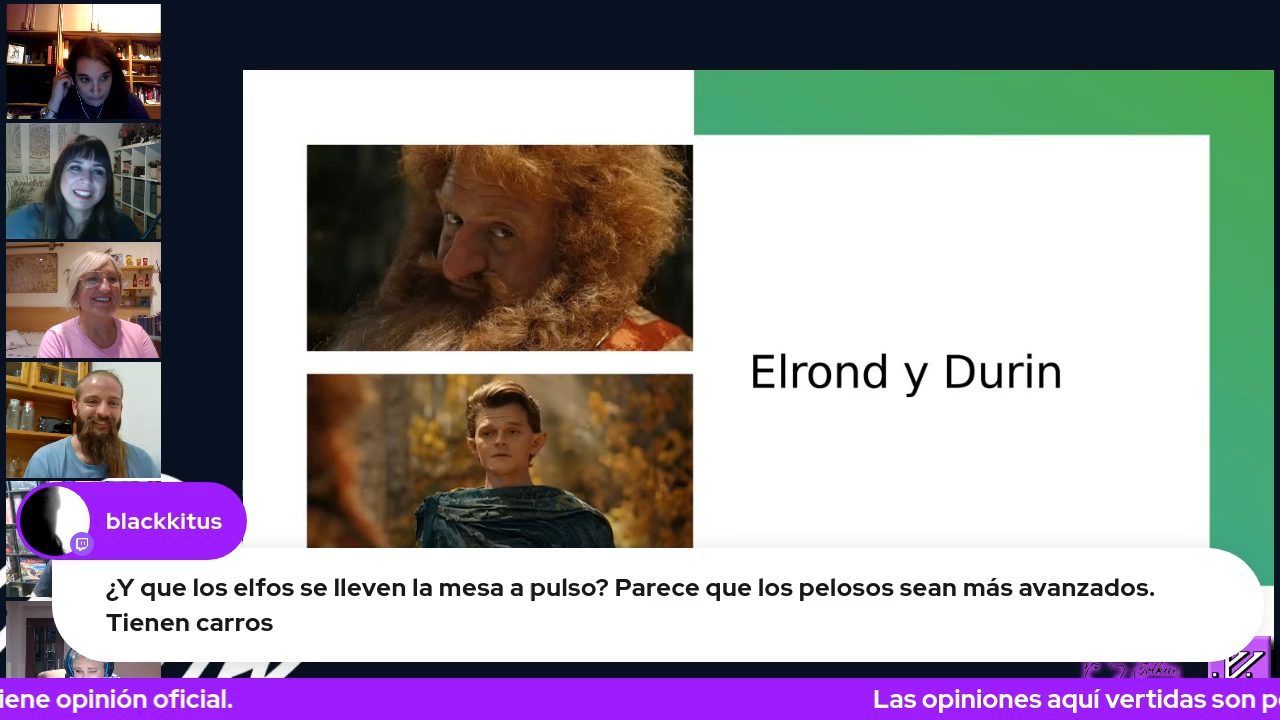 Elrond y Durin
blackkitus
¿Y que los elfos se lleven la mesa a pulso? Parece que los pelosos sean más avanzados.
Tienen carros
iene opinión oficial.
Las opiniones aquí vertidas son pe